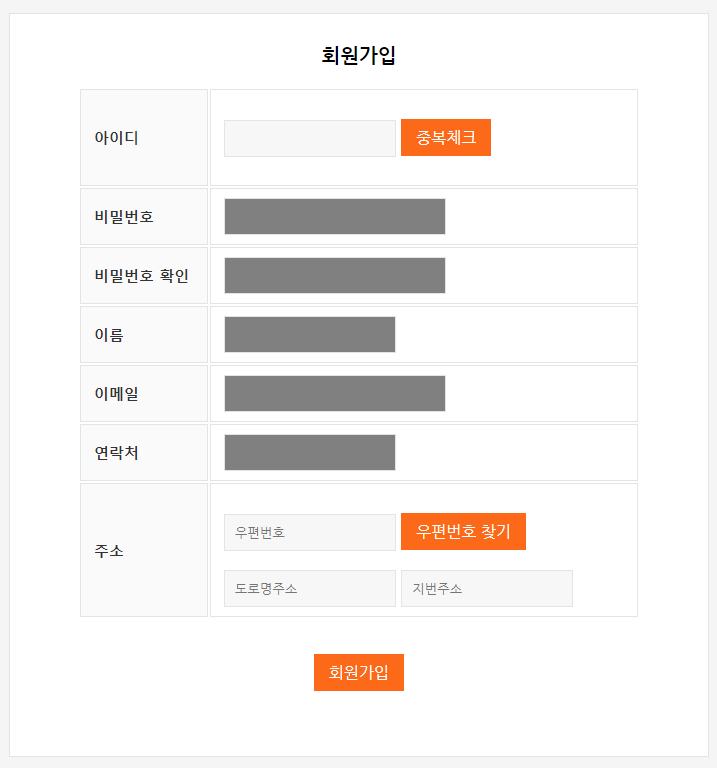 회원가입
아이디
중복체크
비밀번호
비밀번호 확인
이름
이메일
연락처
주소
우편번호 우편번호 찾기
도로명주소 지번주소
회원가입